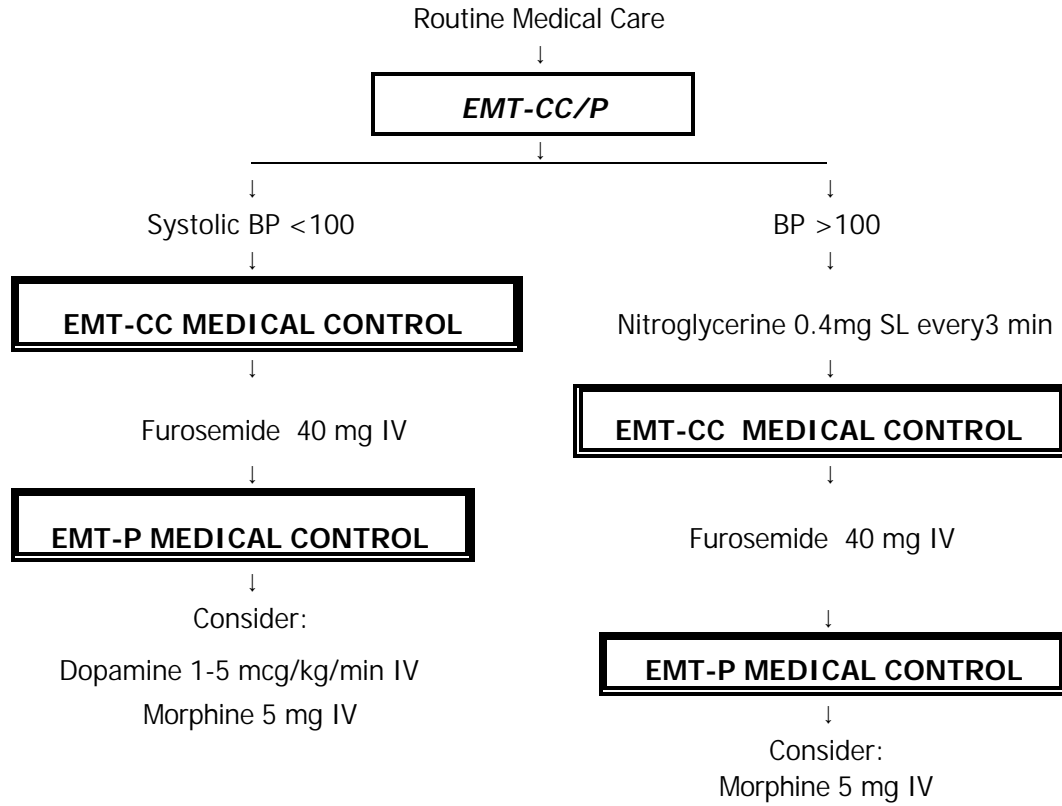 Routine Medical Care
↓
EMT-CC/P
↓
↓
Systolic BP <100
↓
EMT-CC MEDICAL CONTROL
↓
Furosemide 40 mg IV
↓
EMT-P MEDICAL CONTROL
↓
Consider:
Dopamine 1-5 mcg/kg/min IV
Morphine 5 mg IV
↓
BP >100
↓
Nitroglycerine 0.4mg SL every3 min
↓
EMT-CC MEDICAL CONTROL
↓
Furosemide 40 mg IV
↓
EMT-P MEDICAL CONTROL
↓
Consider:
Morphine 5 mg IV